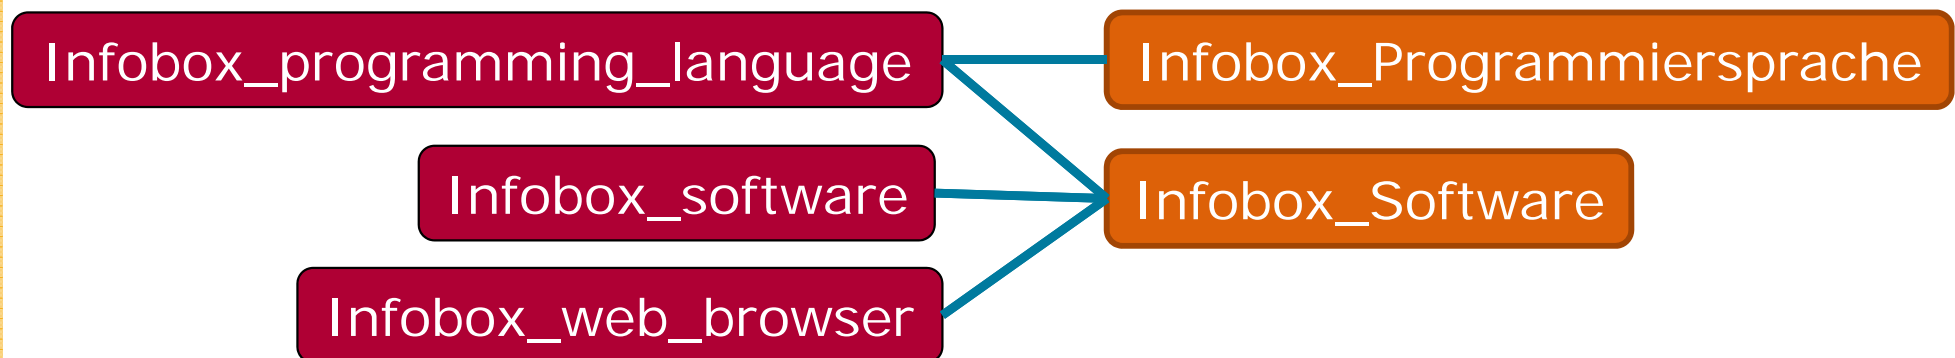 Infobox_programming_language
Infobox_Programmiersprache
Infobox_software
Infobox_Software
Infobox_web_browser